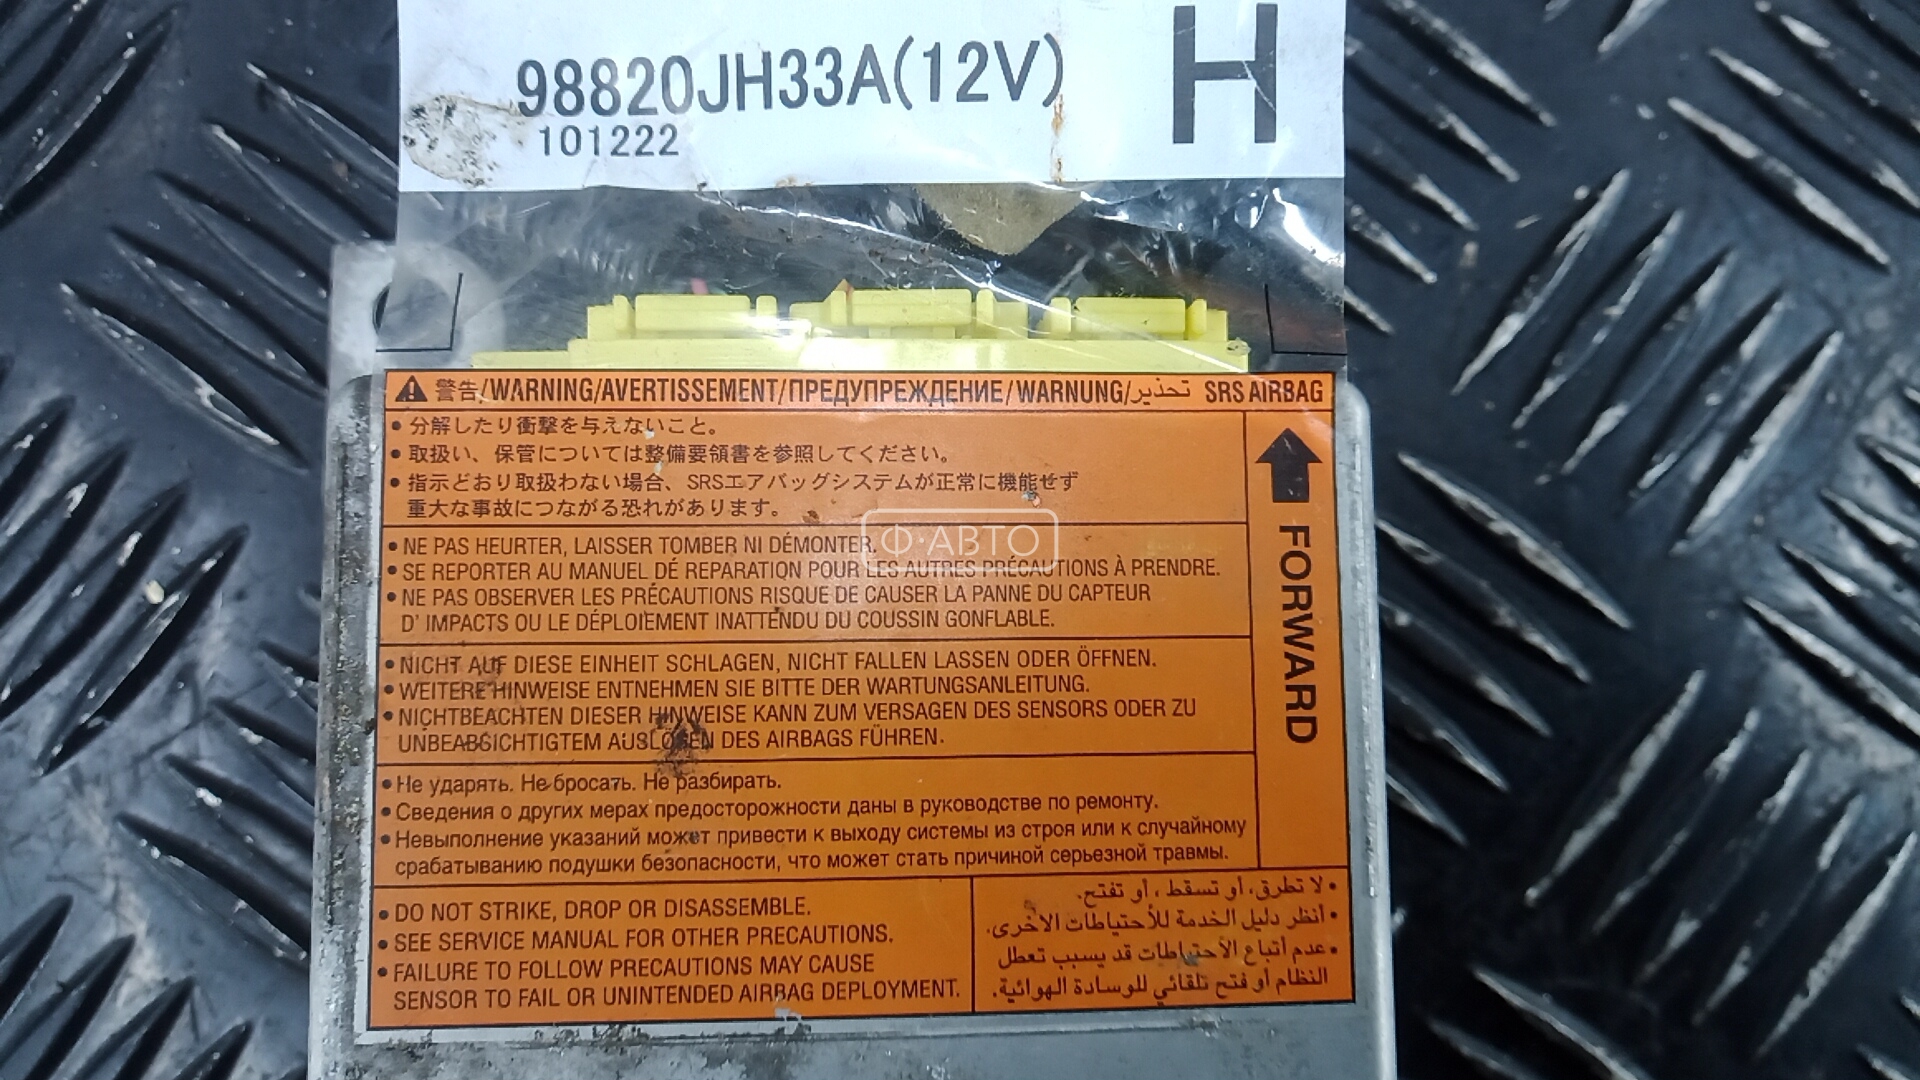 98820JH33A(12V)
H
101222
警告/WARNING/AVERTISSEMENT/ПРЕДУПРЕЖДЕНИЕ/WARNUNG/تحذير SRS AIRBAG
• 分解したり衝撃を与えないこと。
• 取扱い、保管については整備要領書を参照してください。
• 指示どおり取扱わない場合、SRSエアバッグシステムが正常に機能せず
重大な事故につながる恐れがあります。
• NE PAS HEURTER, LAISSER TOMBER NI DÉMONTER.
• SE REPORTER AU MANUEL DÉ REPARATION POUR LES AUTRES PRÉCAUTIONS À PRENDRE.
• NE PAS OBSERVER LES PRÉCAUTIONS RISQUE DE CAUSER LA PANNE DU CAPTEUR
D' IMPACTS OU LE DÉPLOIEMENT INATTENDU DU COUSSIN GONFLABLE.
• NICHT AUF DIESE EINHEIT SCHLAGEN, NICHT FALLEN LASSEN ODER ÖFFNEN.
• WEITERE HINWEISE ENTNEHMEN SIE BITTE DER WARTUNGSANLEITUNG.
• NICHTBEACHTEN DIESER HINWEISE KANN ZUM VERSAGEN DES SENSORS ODER ZU
UNBEABSICHTIGTEM AUSLÖSEN DES AIRBAGS FÜHREN.
• Не ударять. Не бросать. Не разбирать.
• Сведения о других мерах предосторожности даны в руководстве по ремонту.
• Невыполнение указаний может привести к выходу системы из строя или к случайному
срабатыванию подушки безопасности, что может стать причиной серьезной травмы.
• DO NOT STRIKE, DROP OR DISASSEMBLE.
• SEE SERVICE MANUAL FOR OTHER PRECAUTIONS.
• FAILURE TO FOLLOW PRECAUTIONS MAY CAUSE
SENSOR TO FAIL OR UNINTENDED AIRBAG DEPLOYMENT.
• لا تطرق، أو تسقط ، أو تفتح.
• أنظر دليل الخدمة للأحتياطات الاخرى.
• عدم أتباع الأحتياطات قد يسبب تعطل
النظام أو فتح تلقائي للوسادة الهوائية.
FORWARD
Ф·АВТО